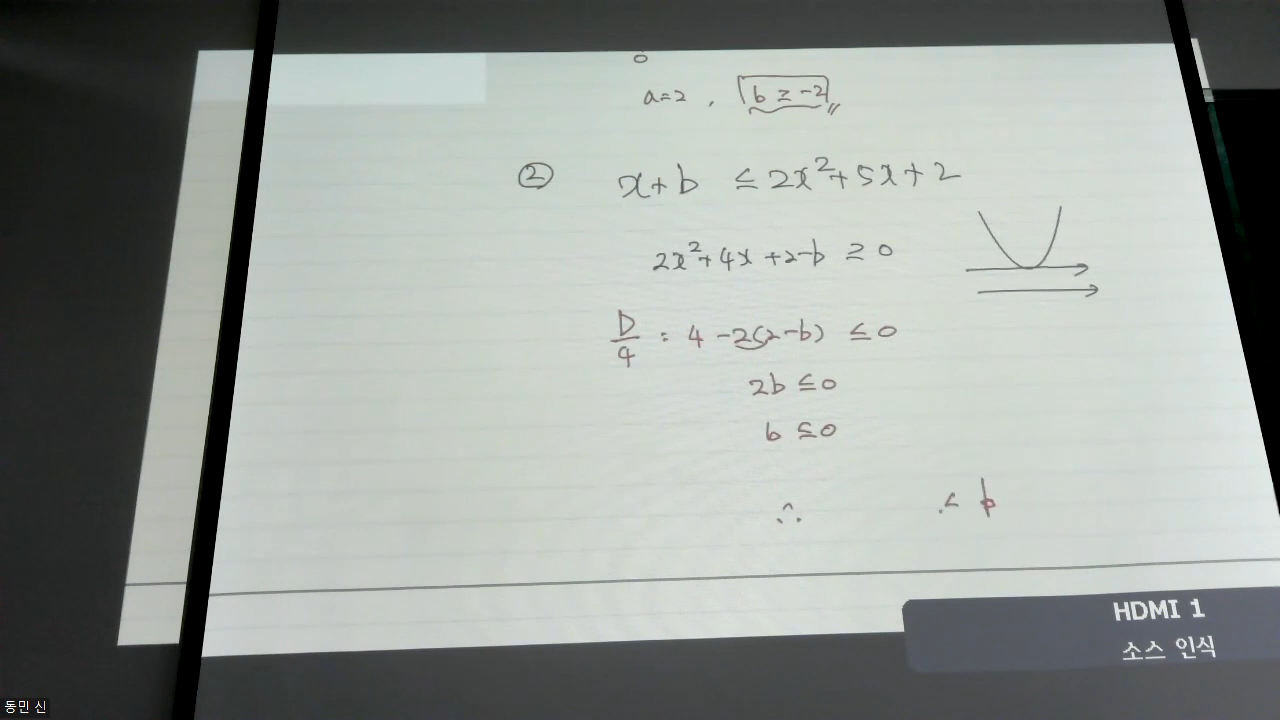 0
a=2 , b ≥ -2 〃
② x+b ≤ 2x²+5x+2
2x²+4x+2-b ≥ 0
D/4 : 4-2(2-b) ≤ 0
2b ≤ 0
b ≤ 0
∴ < b
HDMI 1
소스 인식
동민 신